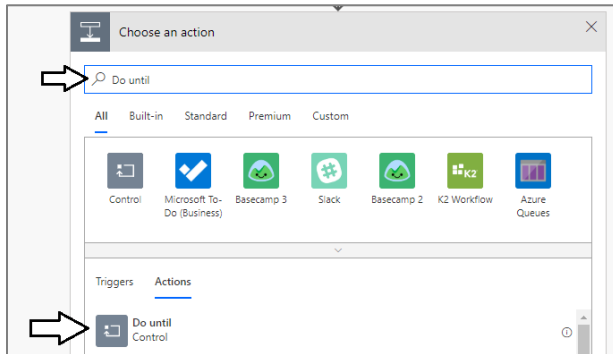 Choose an action
Do until
All Built-in Standard Premium Custom
Control Microsoft To- Basecamp 3 Slack Basecamp 2 K2 Workflow Azure
Do (Business) Queues
K2
Triggers Actions
Do until
Control